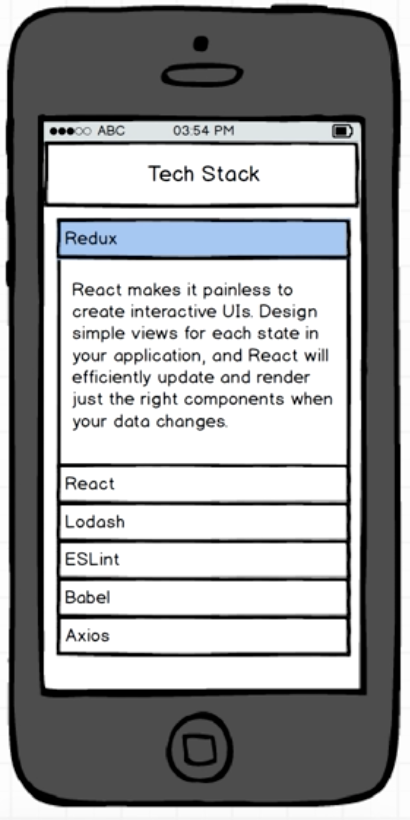 ABC 03:54 PM
Tech Stack
Redux
React makes it painless to
create interactive UIs. Design
simple views for each state in
your application, and React will
efficiently update and render
just the right components when
your data changes.
React
Lodash
ESLint
Babel
Axios